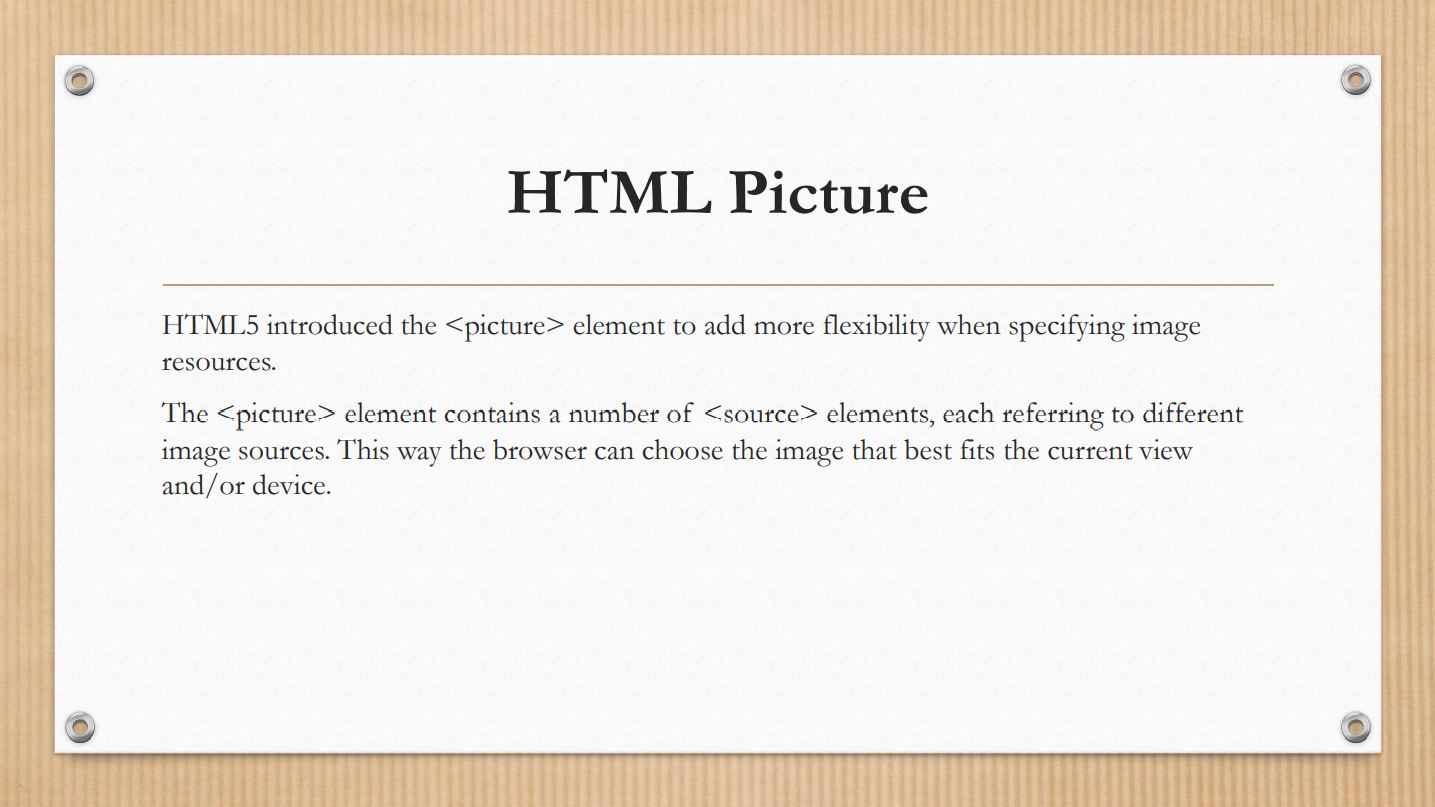 HTML Picture
HTML5 introduced the <picture> element to add more flexibility when specifying image
resources.
The <picture> element contains a number of <source> elements, each referring to different
image sources. This way the browser can choose the image that best fits the current view
and/or device.